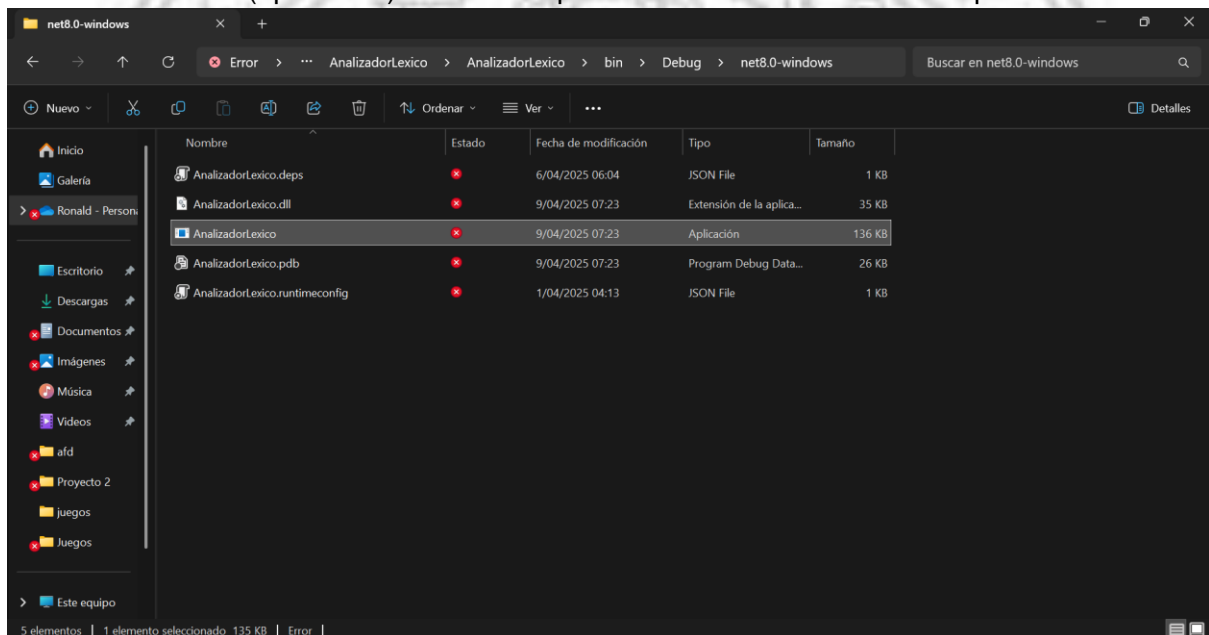 net8.0-windows
Error > ... AnalizadorLexico > AnalizadorLexico > bin > Debug > net8.0-windows
Buscar en net8.0-windows
Nuevo
Ordenar
Ver
...
Detalles
Nombre Estado Fecha de modificación Tipo Tamaño
AnalizadorLexico.deps 6/04/2025 06:04 JSON File 1 KB
AnalizadorLexico.dll 9/04/2025 07:23 Extensión de la aplica... 35 KB
AnalizadorLexico 9/04/2025 07:23 Aplicación 136 KB
AnalizadorLexico.pdb 9/04/2025 07:23 Program Debug Data... 26 KB
AnalizadorLexico.runtimeconfig 1/04/2025 04:13 JSON File 1 KB
Inicio
Galería
Ronald - Person
Escritorio
Descargas
Documentos
Imágenes
Música
Videos
afd
Proyecto 2
juegos
Juegos
Este equipo
5 elementos | 1 elemento seleccionado 135 KB | Error |